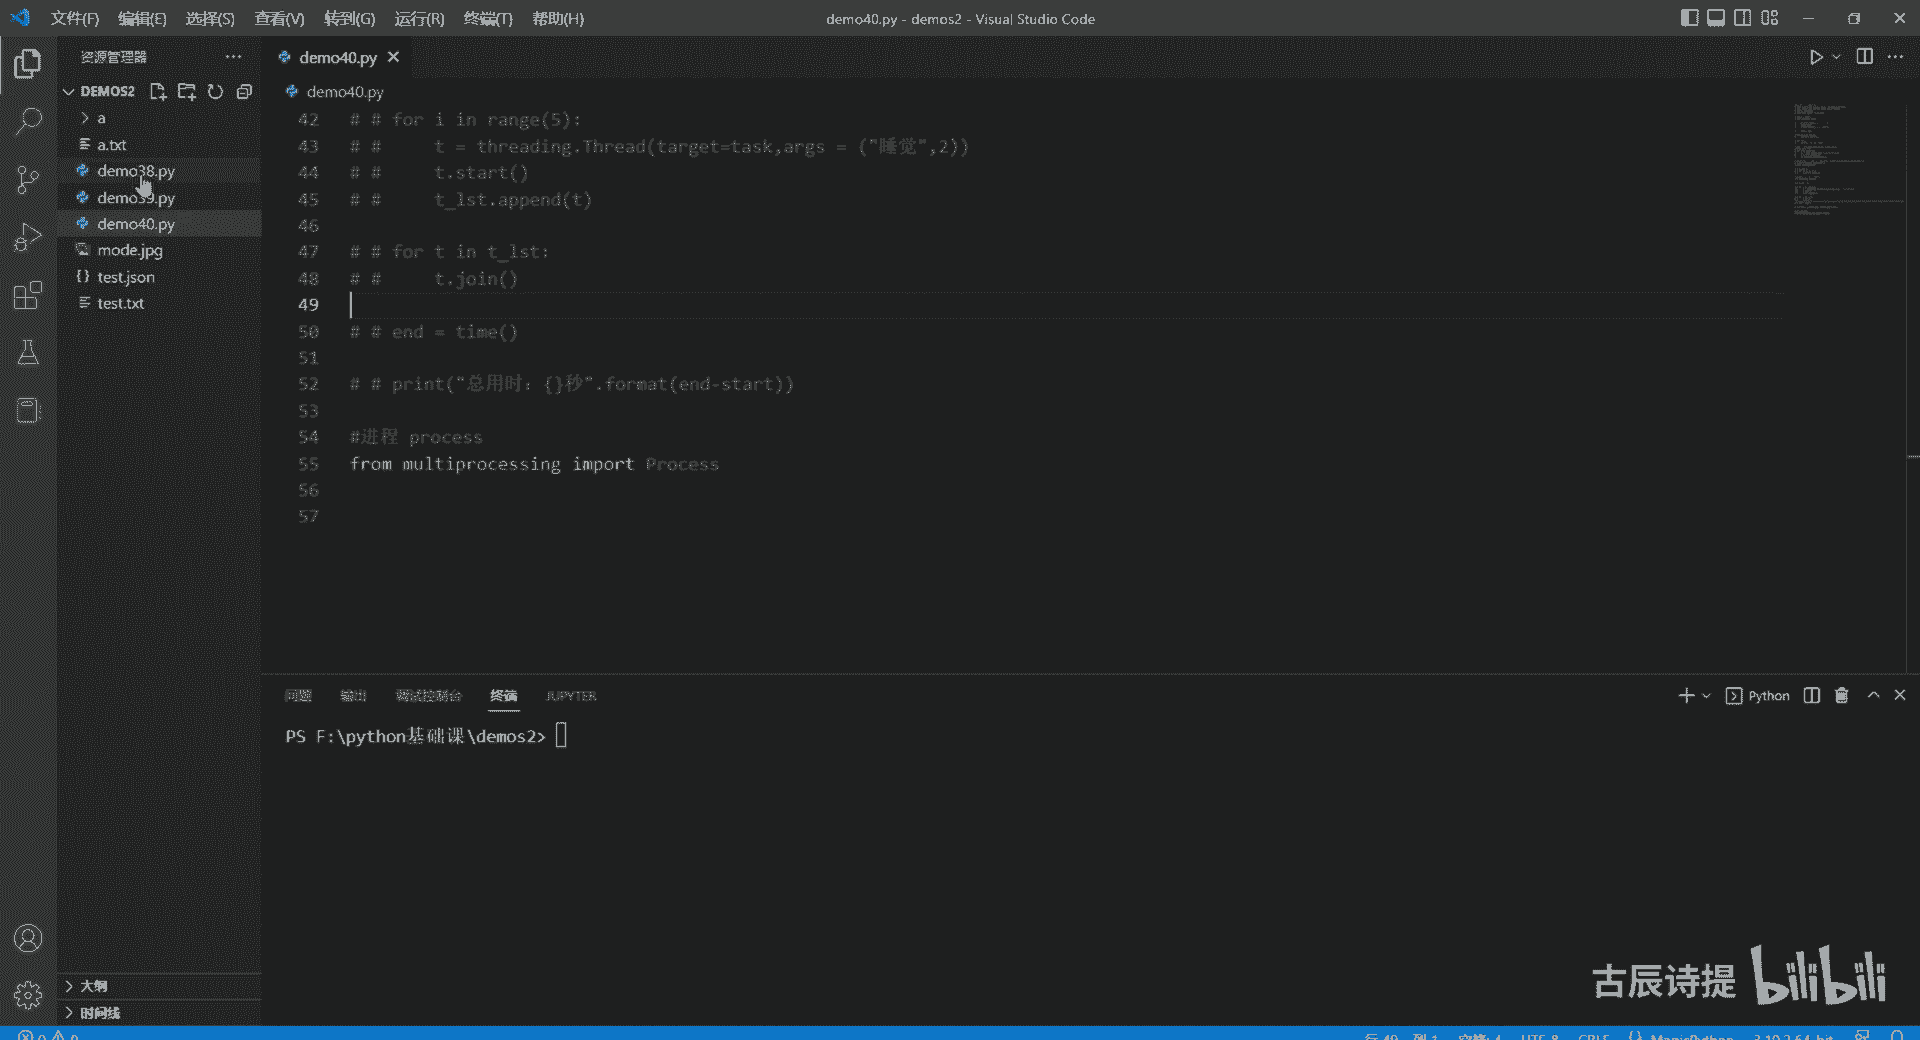 文件(F) 编辑(E) 选择(S) 查看(V) 转到(G) 运行(R) 终端(T) 帮助(H)
demo40.py - demos2 - Visual Studio Code
资源管理器
demo40.py
DEMOS2
demo40.py
a
a.txt
demo38.py
demo39.py
demo40.py
mode.jpg
{} test.json
test.txt
42 # # for i in range(5):
43 # #     t = threading.Thread(target=task,args = ("睡觉",2))
44 # #     t.start()
45 # #     t_lst.append(t)
46
47 # # for t in t_lst:
48 # #     t.join()
49
50 # # end = time()
51
52 # # print("总用时：{}秒".format(end-start))
53
54 #进程 process
55 from multiprocessing import Process
56
57
问题 输出 调试控制台 终端 JUPYTER
Python
PS F:\python基础课\demos2>
大纲
时间线
古辰诗提 bilibili